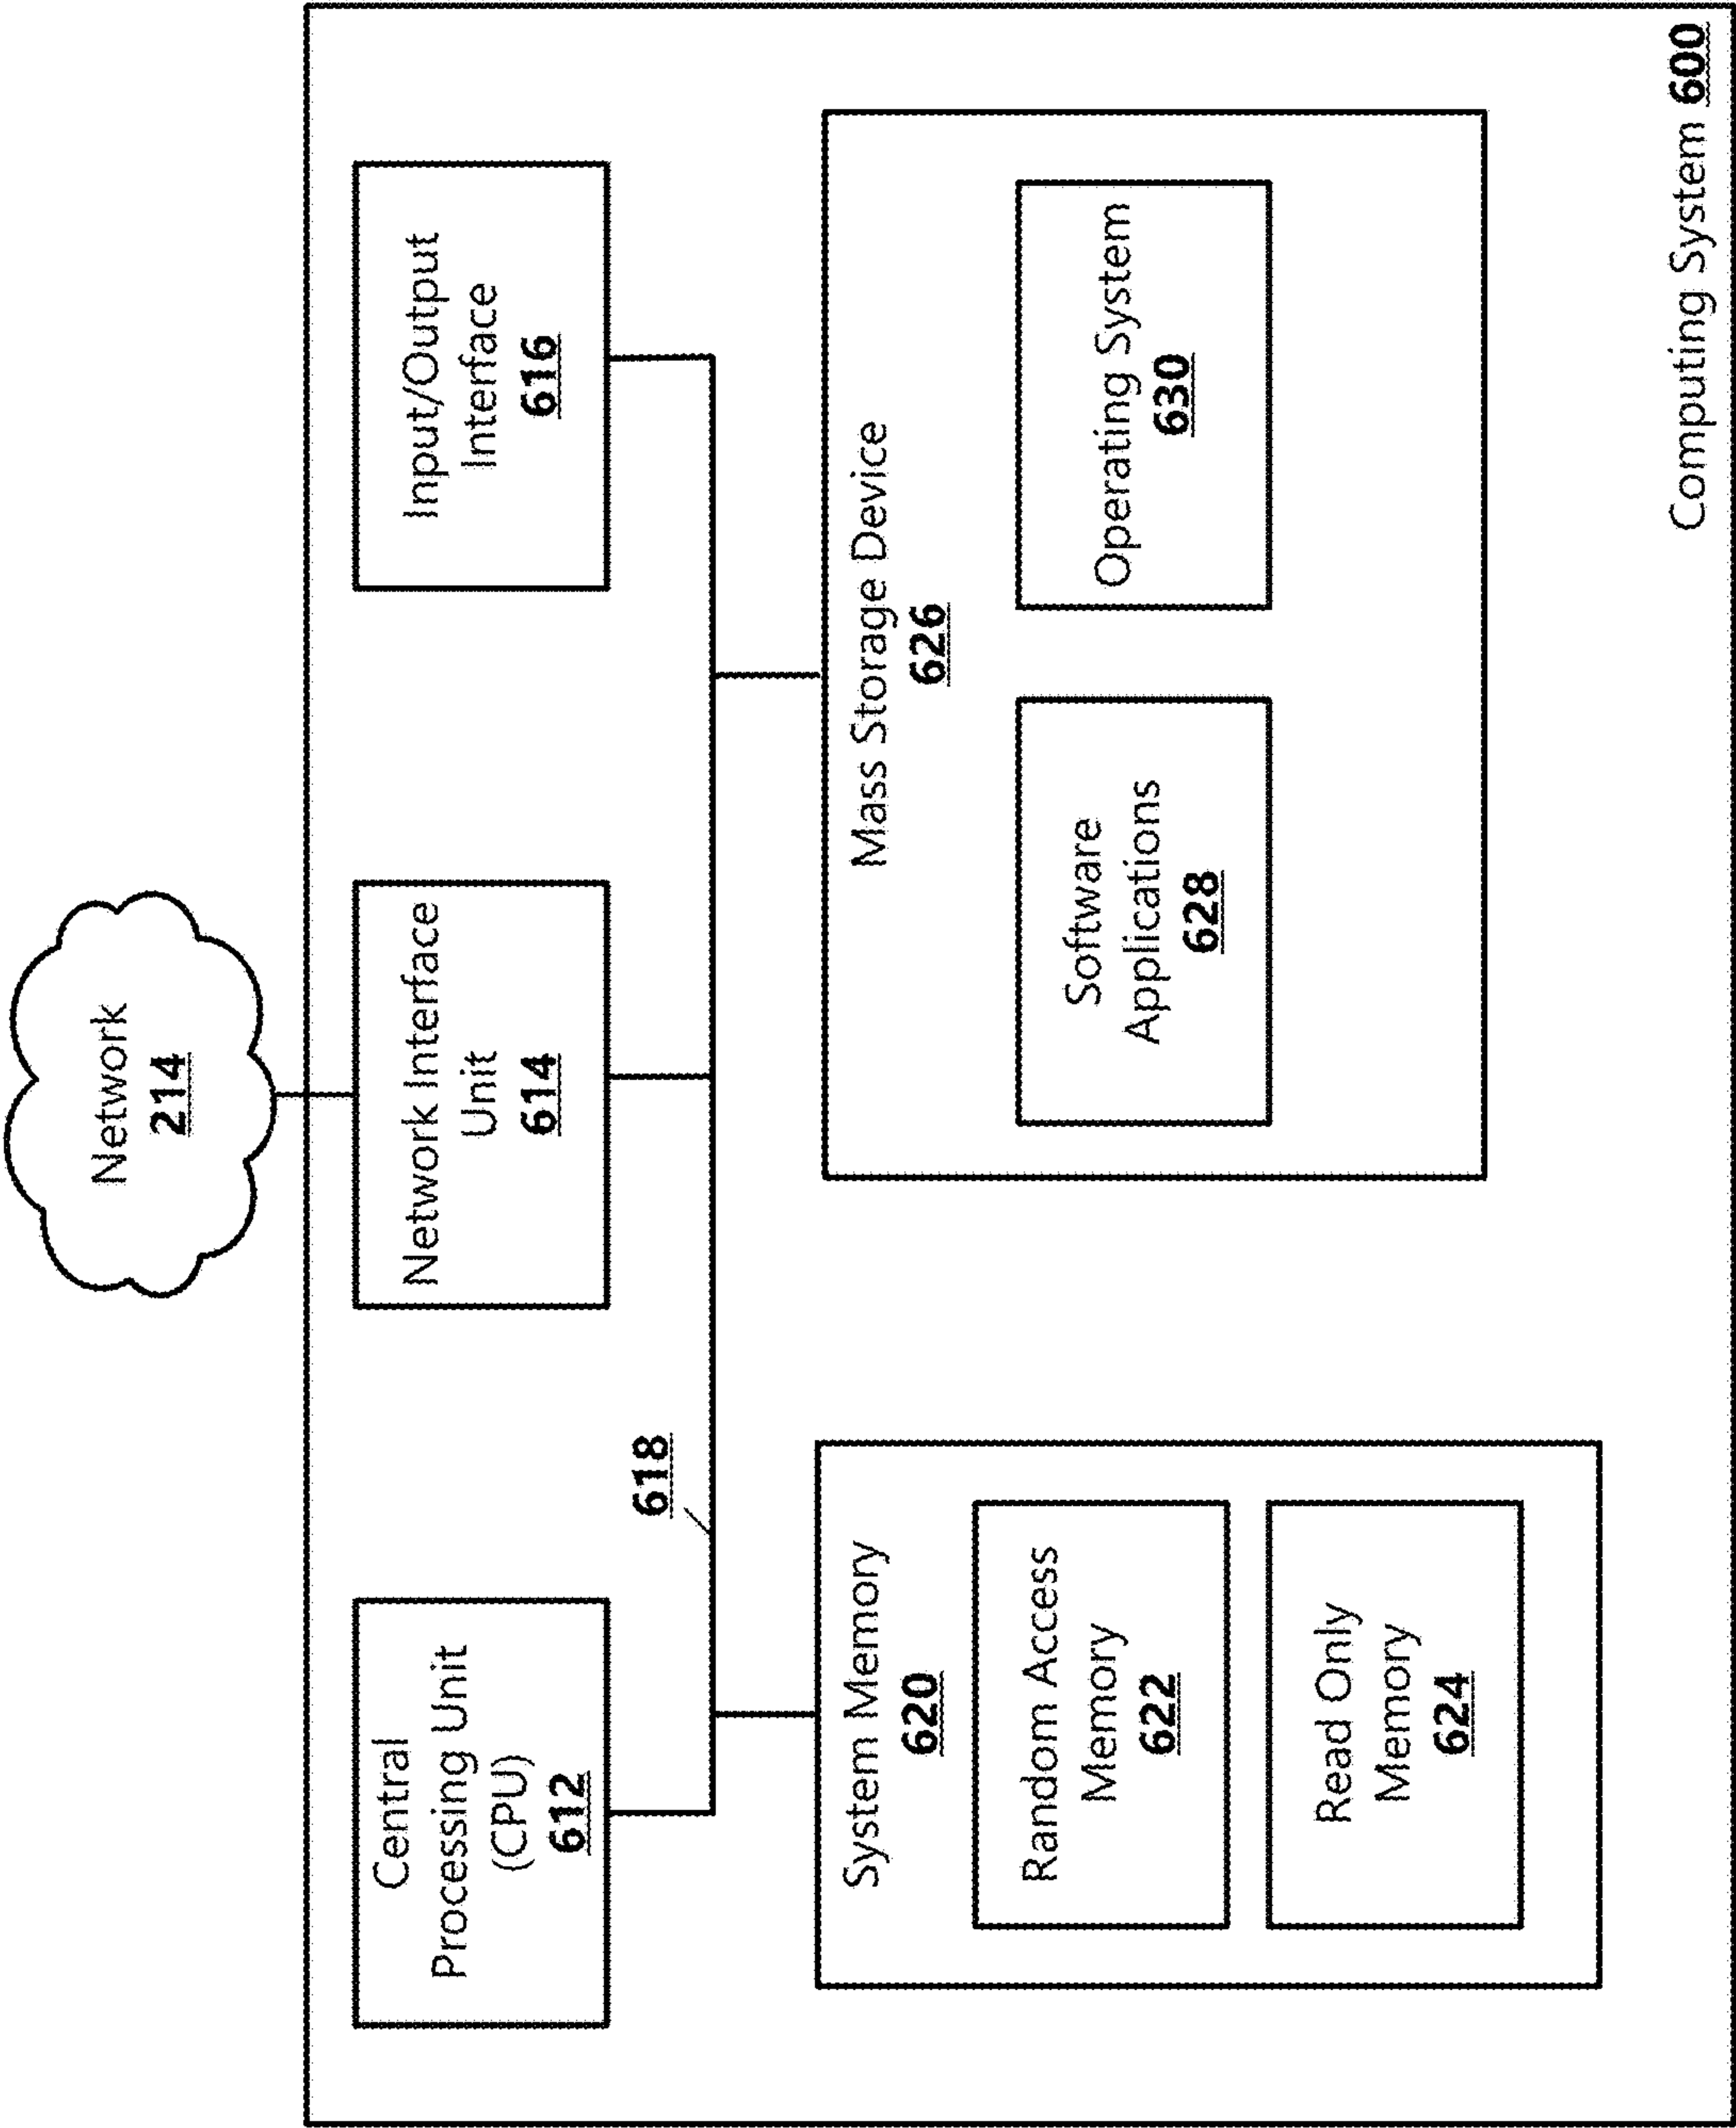 Network
214
Central
Processing Unit
(CPU)
612
Network Interface
Unit
614
Input/Output
Interface
616
618
System Memory
620
Random Access
Memory
622
Read Only
Memory
624
Mass Storage Device
626
Software
Applications
628
Operating System
630
Computing System 600